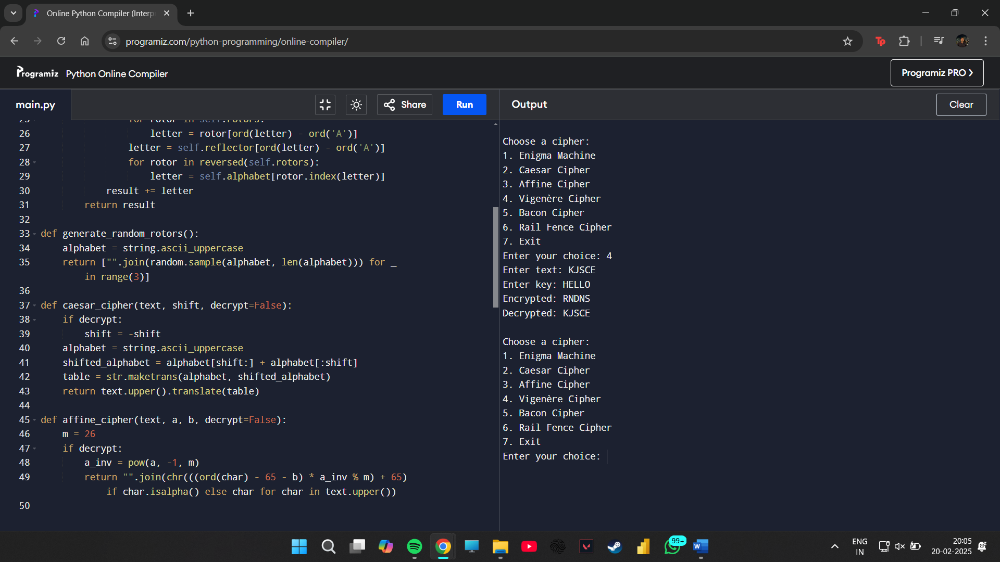 Online Python Compiler (Interp
programiz.com/python-programming/online-compiler/
Programiz Python Online Compiler
Programiz PRO
main.py
Share
Run
Output
Clear
25 for rotor in self.rotors:
26 letter = rotor[ord(letter) - ord('A')]
27 letter = self.reflector[ord(letter) - ord('A')]
28 for rotor in reversed(self.rotors):
29 letter = self.alphabet[rotor.index(letter)]
30 result += letter
31 return result
32
33 def generate_random_rotors():
34 alphabet = string.ascii_uppercase
35 return ["".join(random.sample(alphabet, len(alphabet))) for _
in range(3)]
36
37 def caesar_cipher(text, shift, decrypt=False):
38 if decrypt:
39 shift = -shift
40 alphabet = string.ascii_uppercase
41 shifted_alphabet = alphabet[shift:] + alphabet[:shift]
42 table = str.maketrans(alphabet, shifted_alphabet)
43 return text.upper().translate(table)
44
45 def affine_cipher(text, a, b, decrypt=False):
46 m = 26
47 if decrypt:
48 a_inv = pow(a, -1, m)
49 return "".join(chr(((ord(char) - 65 - b) * a_inv % m) + 65)
if char.isalpha() else char for char in text.upper())
50
Choose a cipher:
1. Enigma Machine
2. Caesar Cipher
3. Affine Cipher
4. Vigenère Cipher
5. Bacon Cipher
6. Rail Fence Cipher
7. Exit
Enter your choice: 4
Enter text: KJSCE
Enter key: HELLO
Encrypted: RNDNS
Decrypted: KJSCE
Choose a cipher:
1. Enigma Machine
2. Caesar Cipher
3. Affine Cipher
4. Vigenère Cipher
5. Bacon Cipher
6. Rail Fence Cipher
7. Exit
Enter your choice:
99+
ENG
IN
20:05
20-02-2025